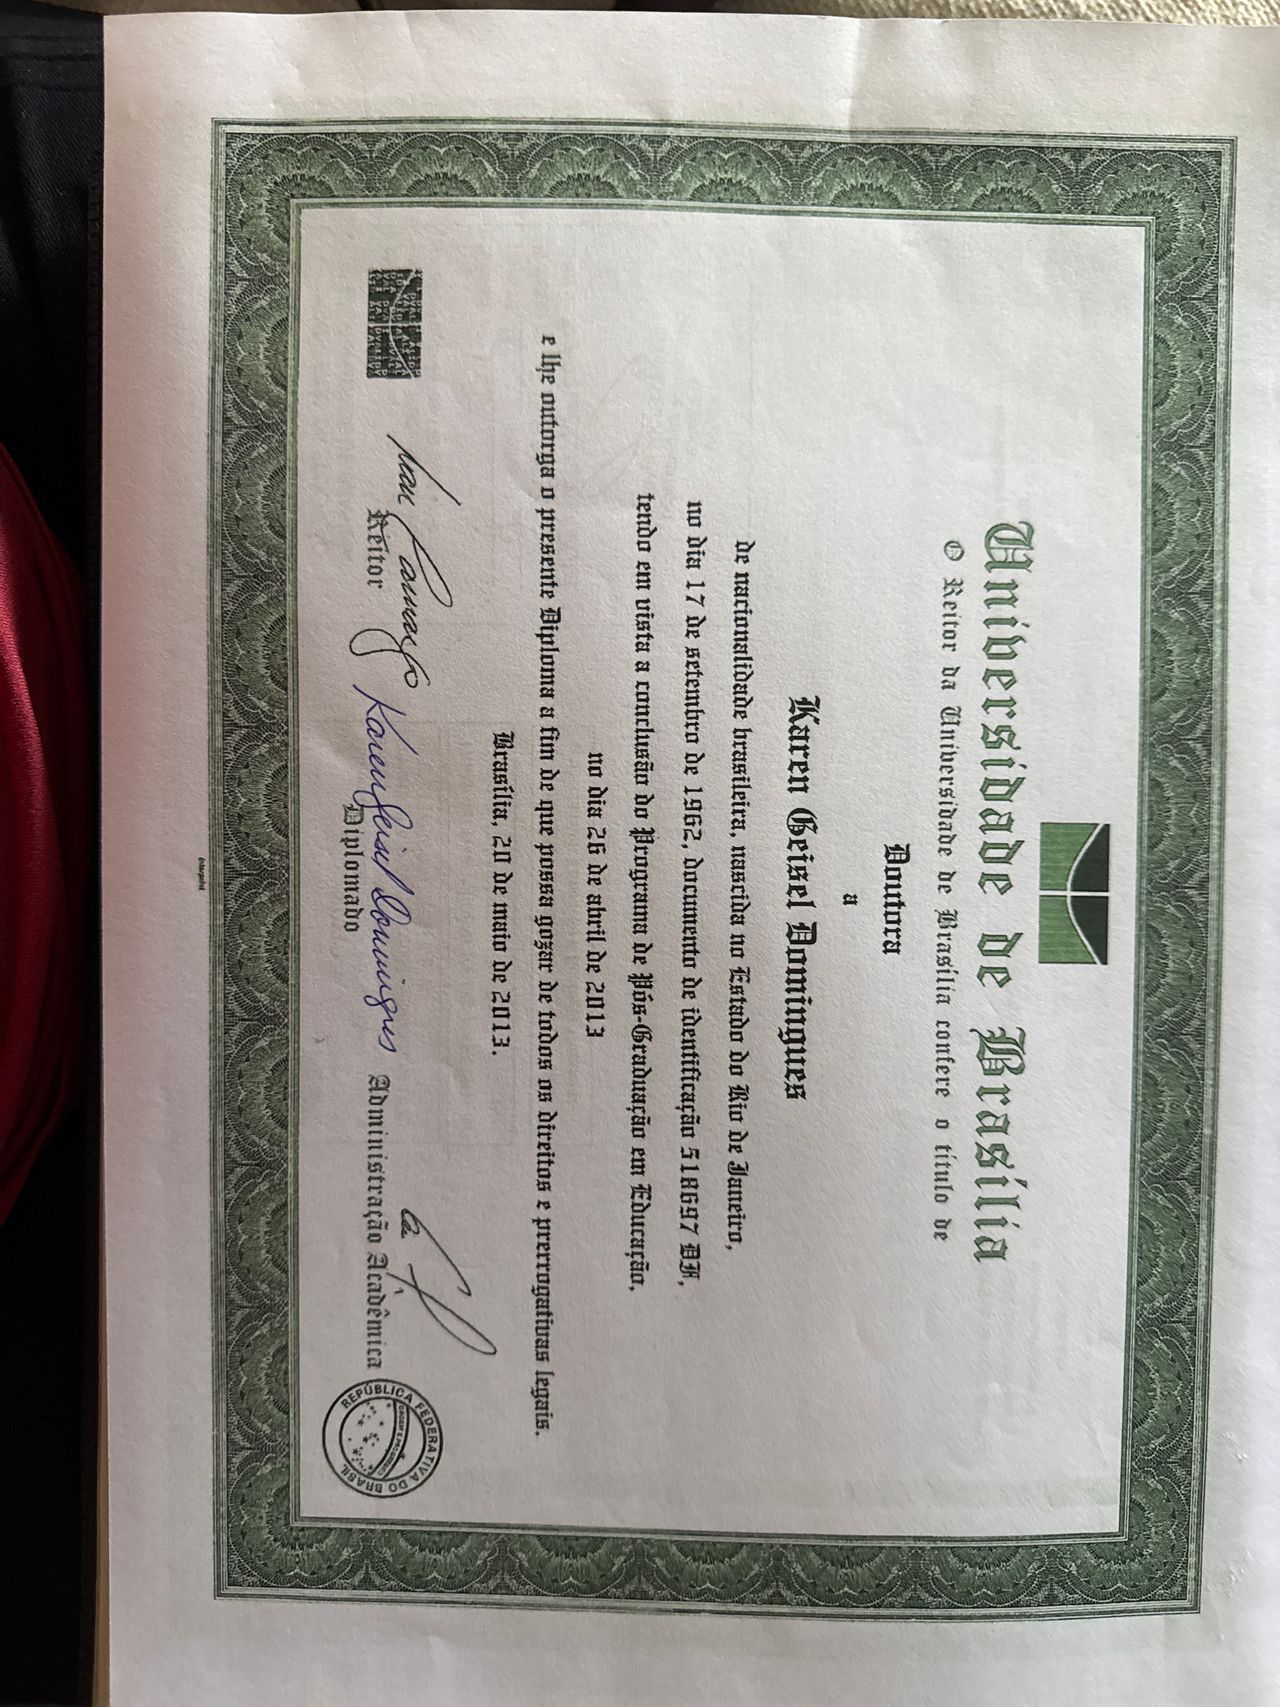 Universidade de Brasília
O Reitor da Universidade de Brasília confere o título de
Doutora
a
Karen Geisel Domingues
de nacionalidade brasileira, nascida no Estado do Rio de Janeiro,
no dia 17 de setembro de 1962, documento de identificação 518697 DF,
tendo em vista a conclusão do Programa de Pós-Graduação em Educação,
no dia 26 de abril de 2013
e lhe outorga o presente Diploma a fim de que possa gozar de todos os direitos e prerrogativas legais.
Brasília, 20 de maio de 2013.
Karen Geisel Domingues
Reitor
Diplomado
Administração Acadêmica
REPÚBLICA FEDERATIVA DO BRASIL